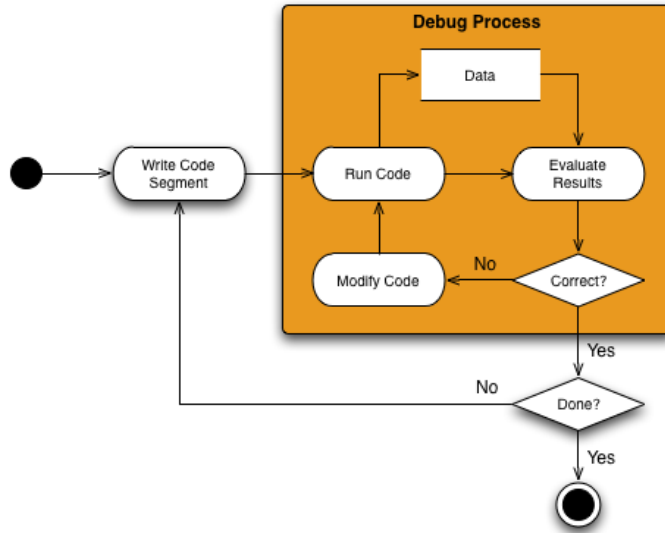 Debug Process
Data
Write Code
Segment
Run Code
Evaluate
Results
Modify Code
No
Correct?
Yes
No
Done?
Yes